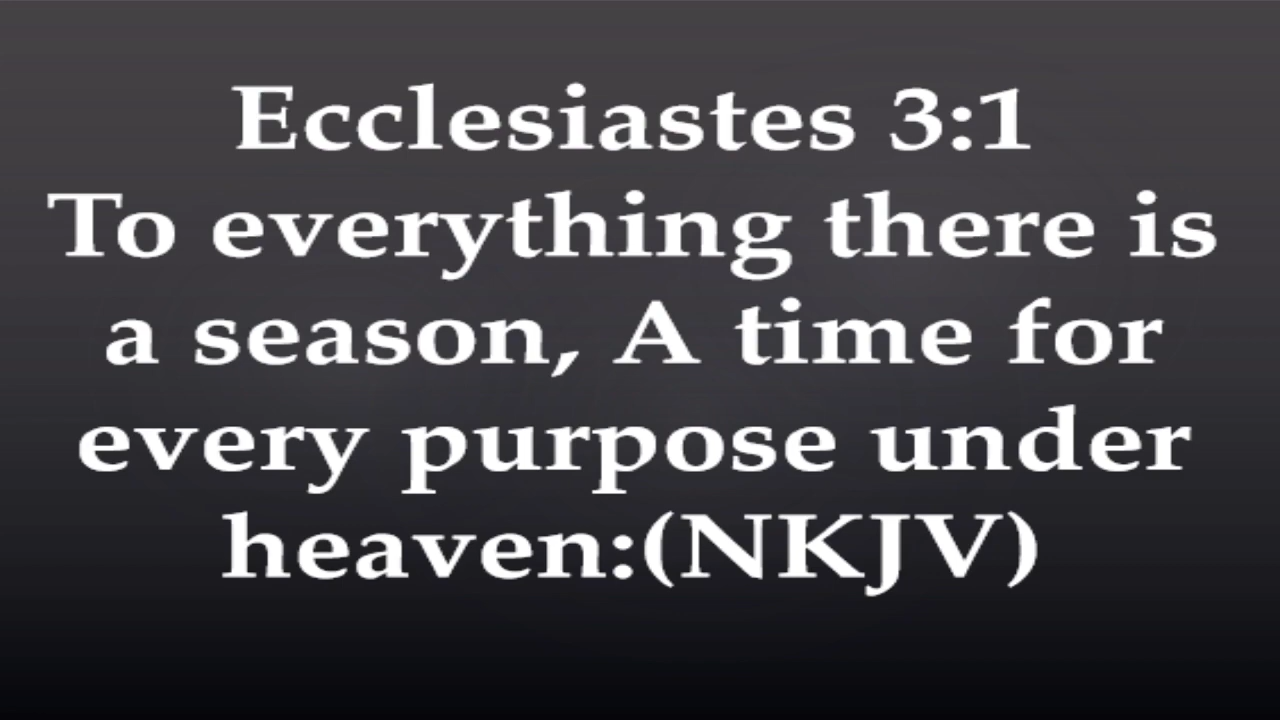 Ecclesiastes 3:1
To everything there is
a season, A time for
every purpose under
heaven:(NKJV)